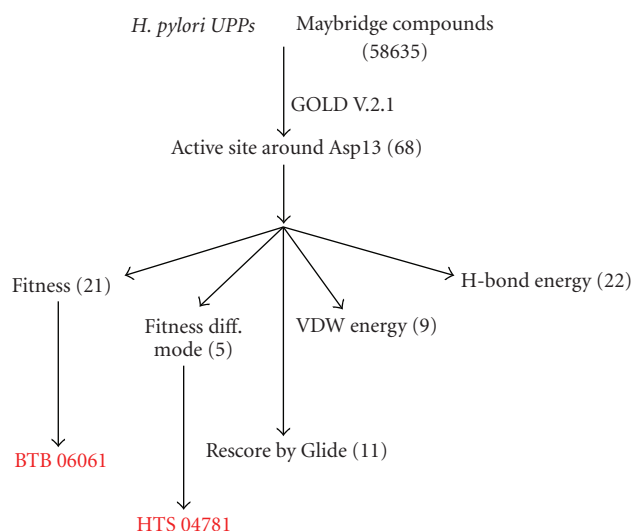 H. pylori UPPs
Maybridge compounds
(58635)
GOLD V.2.1
Active site around Asp13 (68)
Fitness (21)
Fitness diff.
mode (5)
VDW energy (9)
H-bond energy (22)
Rescore by Glide (11)
BTB 06061
HTS 04781